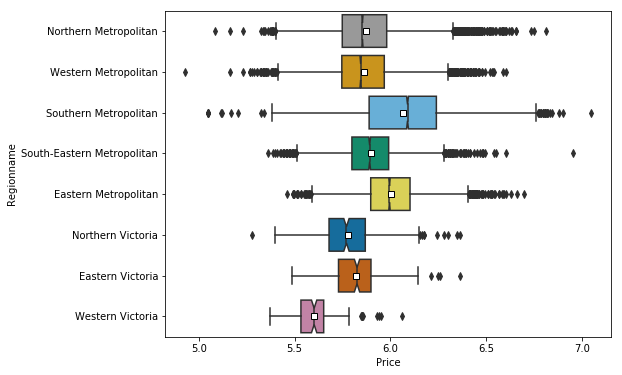 Regionname
Northern Metropolitan
Western Metropolitan
Southern Metropolitan
South-Eastern Metropolitan
Eastern Metropolitan
Northern Victoria
Eastern Victoria
Western Victoria
5.0 5.5 6.0 6.5 7.0
Price